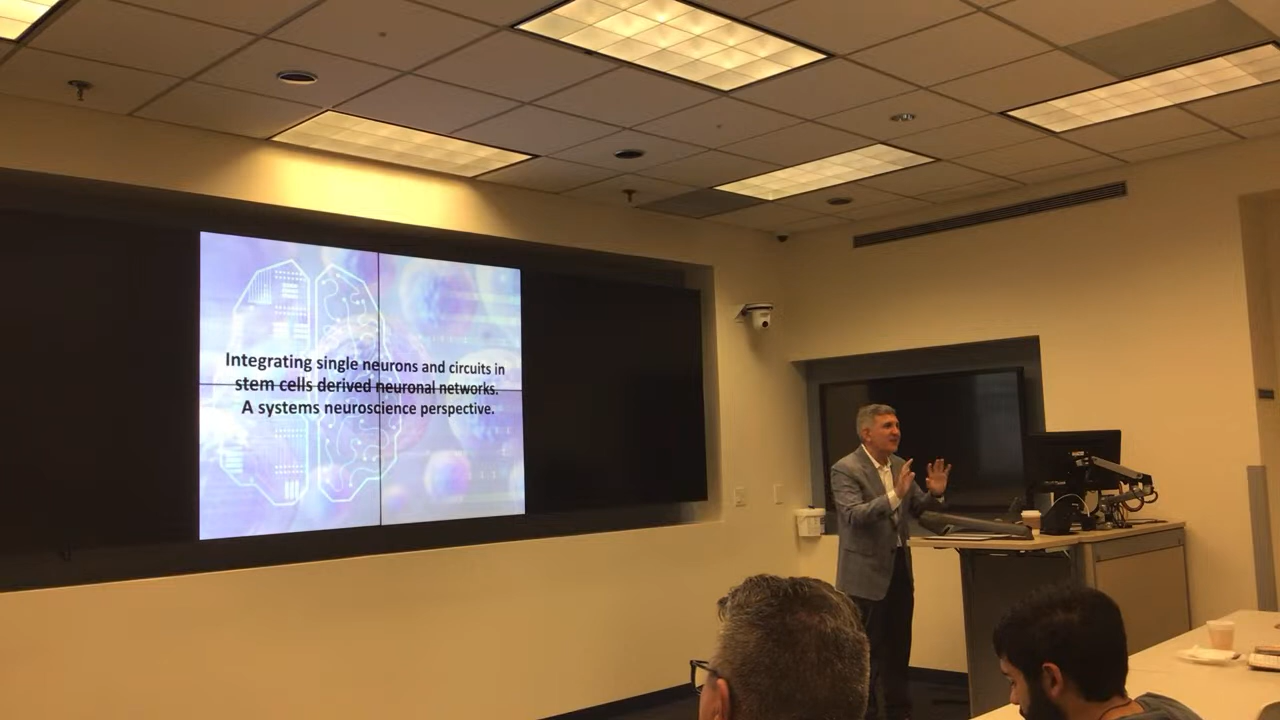 Integrating single neurons and circuits in
stem cells derived neuronal networks.
A systems neuroscience perspective.